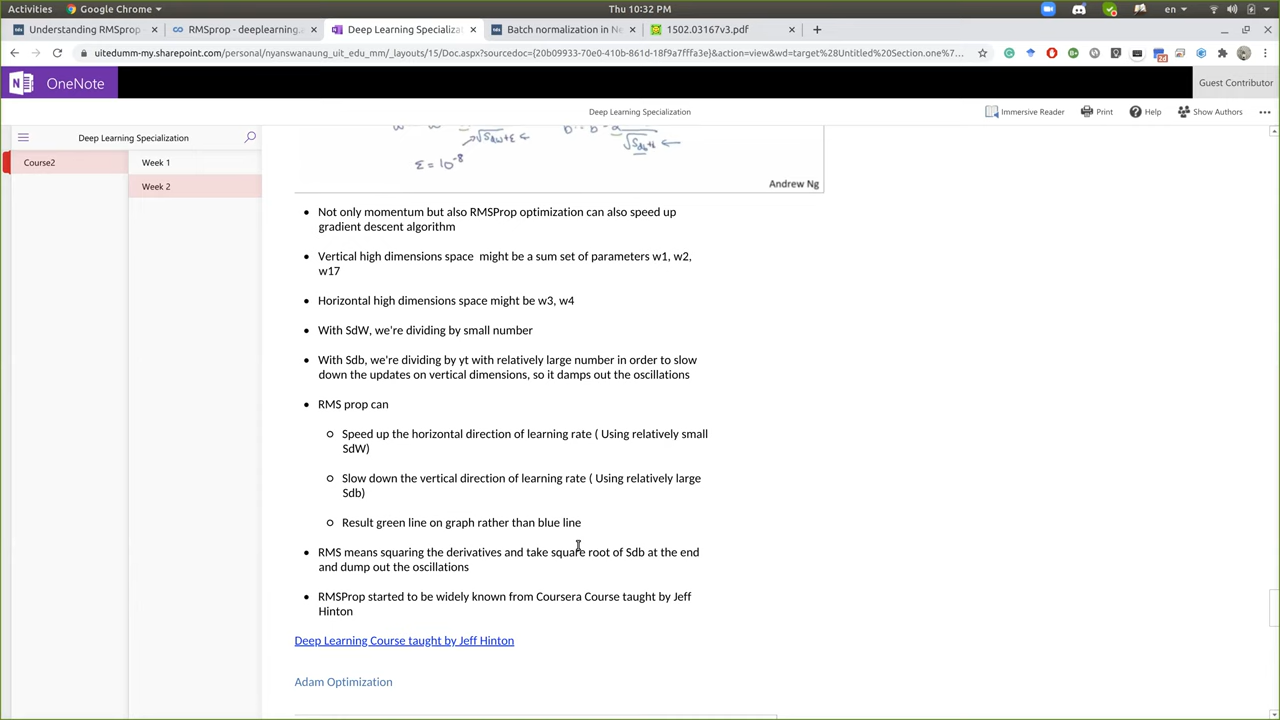 Activities
Google Chrome
Thu 10:32 PM
en
Understanding RMSprop
RMSprop - deeplearning.a
Deep Learning Specializat
Batch normalization in Ne
1502.03167v3.pdf
uitedumm-my.sharepoint.com/personal/nyanswanaung_uit_edu_mm/_layouts/15/Doc.aspx?sourcedoc={20b09933-70e0-410b-861d-18f9a7fffa3e}&action=view&wd=target%28Untitled%20Section.one%7...
OneNote
Guest Contributor
Deep Learning Specialization
Immersive Reader
Print
Help
Show Authors
Deep Learning Specialization
Course2
Week 1
Week 2
ε = 10^-8
Andrew Ng
• Not only momentum but also RMSProp optimization can also speed up
gradient descent algorithm
• Vertical high dimensions space might be a sum set of parameters w1, w2,
w17
• Horizontal high dimensions space might be w3, w4
• With SdW, we're dividing by small number
• With Sdb, we're dividing by yt with relatively large number in order to slow
down the updates on vertical dimensions, so it damps out the oscillations
• RMS prop can
o Speed up the horizontal direction of learning rate ( Using relatively small
SdW)
o Slow down the vertical direction of learning rate ( Using relatively large
Sdb)
o Result green line on graph rather than blue line
• RMS means squaring the derivatives and take square root of Sdb at the end
and dump out the oscillations
• RMSProp started to be widely known from Coursera Course taught by Jeff
Hinton
Deep Learning Course taught by Jeff Hinton
Adam Optimization